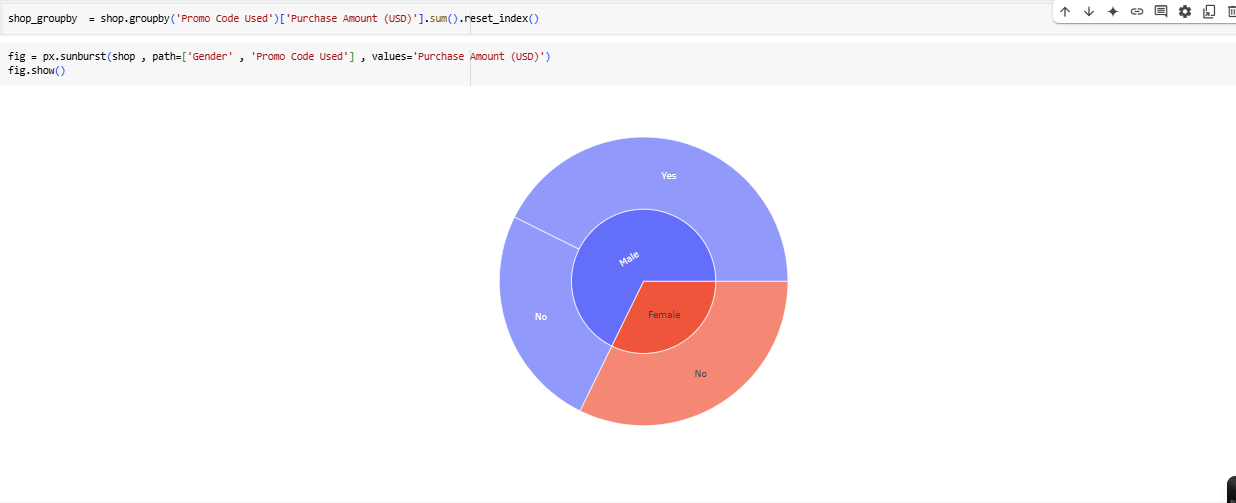 shop_groupby  = shop.groupby('Promo Code Used')['Purchase Amount (USD)'].sum().reset_index()
fig = px.sunburst(shop , path=['Gender' , 'Promo Code Used'] , values='Purchase Amount (USD)')
fig.show()
Yes
Male
No
Female
No